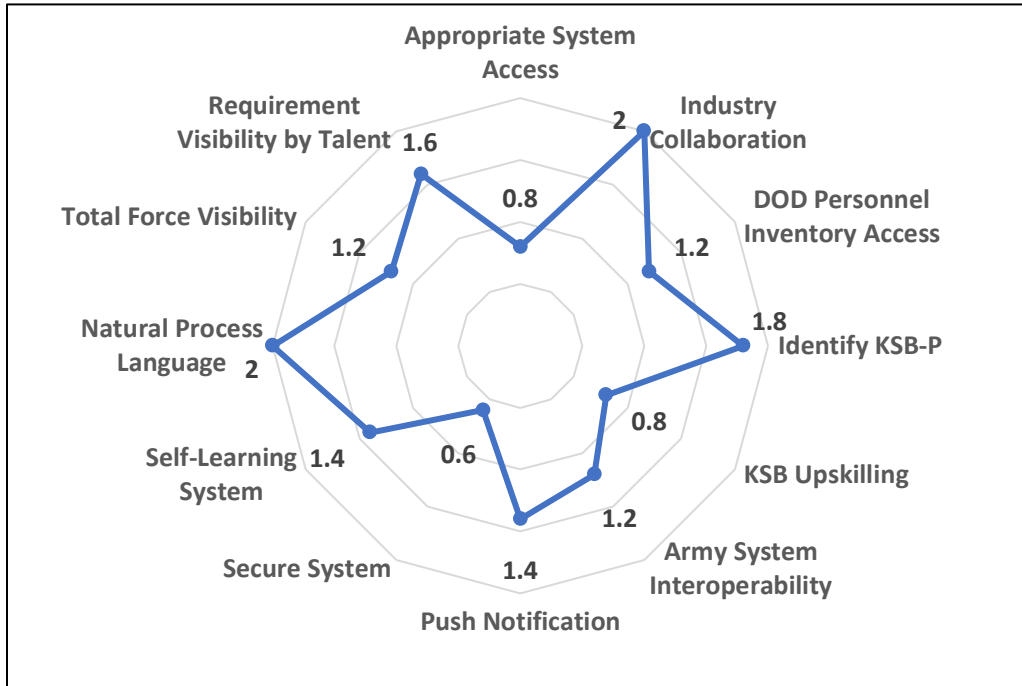 Appropriate System
Access
0.8
Industry
Collaboration
2
DOD Personnel
Inventory Access
1.2
Identify KSB-P
1.8
KSB Upskilling
0.8
Army System
Interoperability
1.2
Push Notification
1.4
Secure System
0.6
Self-Learning
System
1.4
Natural Process
Language
2
Total Force Visibility
1.2
Requirement
Visibility by Talent
1.6